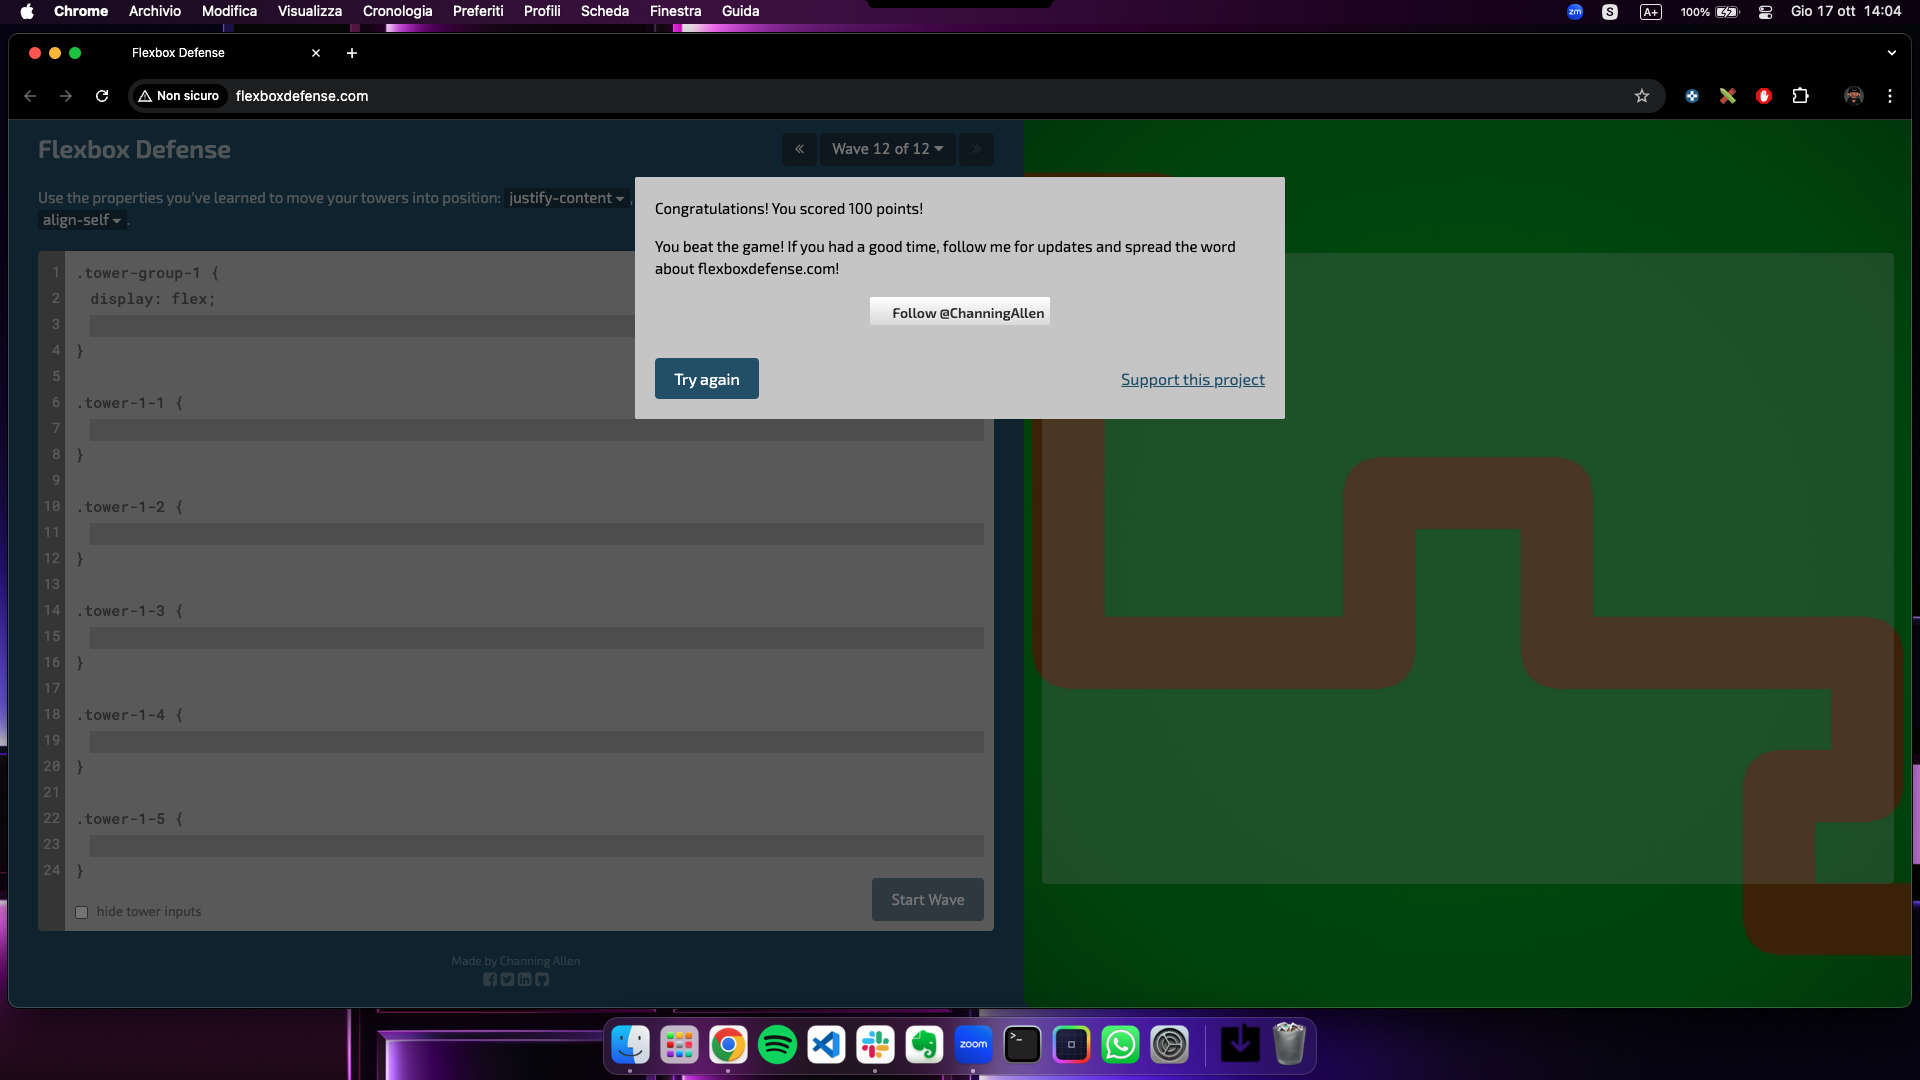 Chrome Archivio Modifica Visualizza Cronologia Preferiti Profili Scheda Finestra Guida
zm S A+ 100% Gio 17 ott 14:04
Flexbox Defense
Non sicuro flexboxdefense.com
Flexbox Defense
« Wave 12 of 12 »
Use the properties you've learned to move your towers into position: justify-content ,
align-self .
Congratulations! You scored 100 points!
You beat the game! If you had a good time, follow me for updates and spread the word
about flexboxdefense.com!
Follow @ChanningAllen
Try again
Support this project
1 .tower-group-1 {
2 display: flex;
3
4 }
5
6 .tower-1-1 {
7
8 }
9
10 .tower-1-2 {
11
12 }
13
14 .tower-1-3 {
15
16 }
17
18 .tower-1-4 {
19
20 }
21
22 .tower-1-5 {
23
24 }
Start Wave
hide tower inputs
Made by Channing Allen
zoom